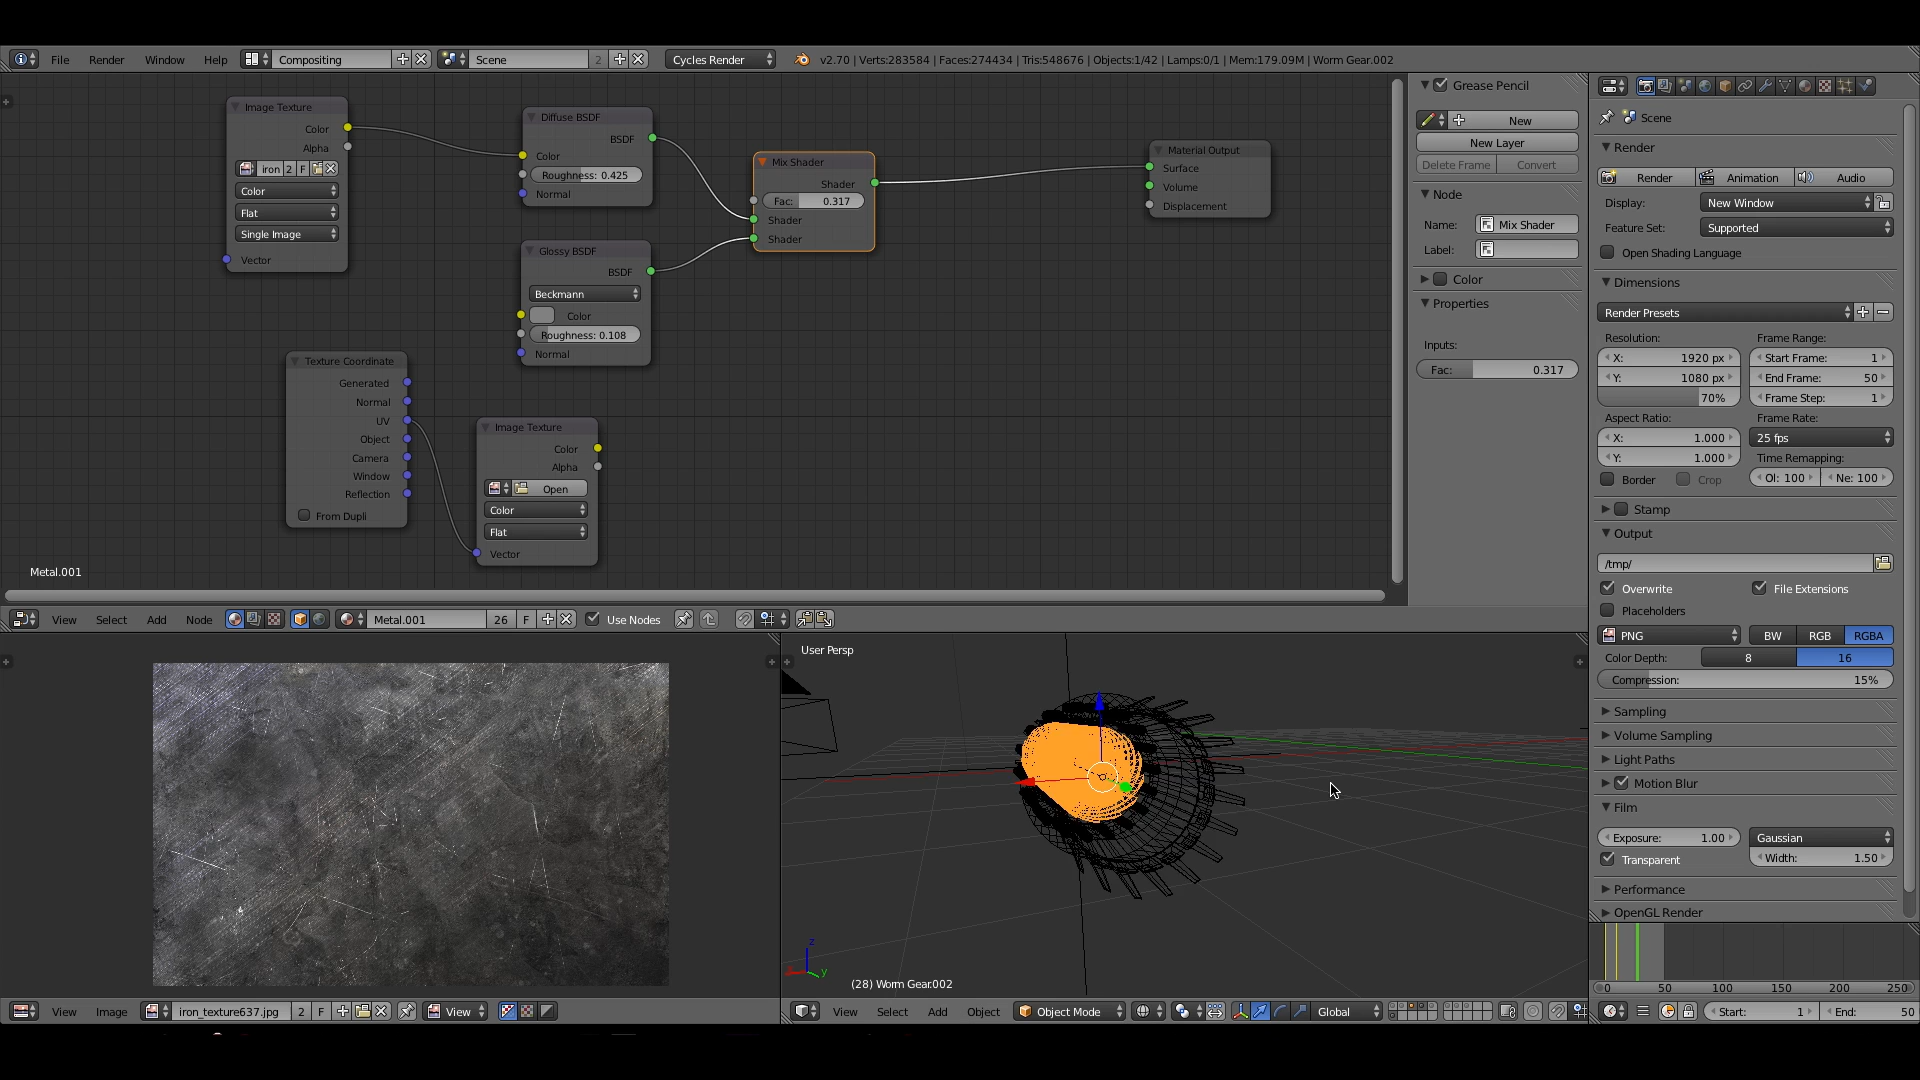 File Render Window Help Compositing Scene 2 Cycles Render v2.70 | Verts:283584 | Faces:274434 | Tris:548676 | Objects:1/42 | Lamps:0/1 | Mem:179.09M | Worm Gear.002
Image Texture
Color
Alpha
iron 2 F
Color
Flat
Single Image
Vector
Diffuse BSDF
BSDF
Color
Roughness: 0.425
Normal
Glossy BSDF
BSDF
Beckmann
Color
Roughness: 0.108
Normal
Mix Shader
Shader
Fac: 0.317
Shader
Shader
Material Output
Surface
Volume
Displacement
Texture Coordinate
Generated
Normal
UV
Object
Camera
Window
Reflection
From Dupli
Image Texture
Color
Alpha
Open
Color
Flat
Vector
Metal.001
Grease Pencil
New
New Layer
Delete Frame Convert
Node
Name: Mix Shader
Label:
Color
Properties
Inputs:
Fac: 0.317
View Select Add Node Metal.001 26 F Use Nodes
Scene
Render
Render Animation Audio
Display: New Window
Feature Set: Supported
Open Shading Language
Dimensions
Render Presets
Resolution: Frame Range:
X: 1920 px Start Frame: 1
Y: 1080 px End Frame: 50
70% Frame Step: 1
Aspect Ratio: Frame Rate:
X: 1.000 25 fps
Y: 1.000 Time Remapping:
Border Crop Ol: 100 Ne: 100
Stamp
Output
/tmp/
Overwrite File Extensions
Placeholders
PNG BW RGB RGBA
Color Depth: 8 16
Compression: 15%
Sampling
Volume Sampling
Light Paths
Motion Blur
Film
Exposure: 1.00 Gaussian
Transparent Width: 1.50
Performance
OpenGL Render
0 50 100 150 200 250
Start: 1 End: 50
User Persp
z
x y
(28) Worm Gear.002
View Image iron_texture637.jpg 2 F View
View Select Add Object Object Mode Global